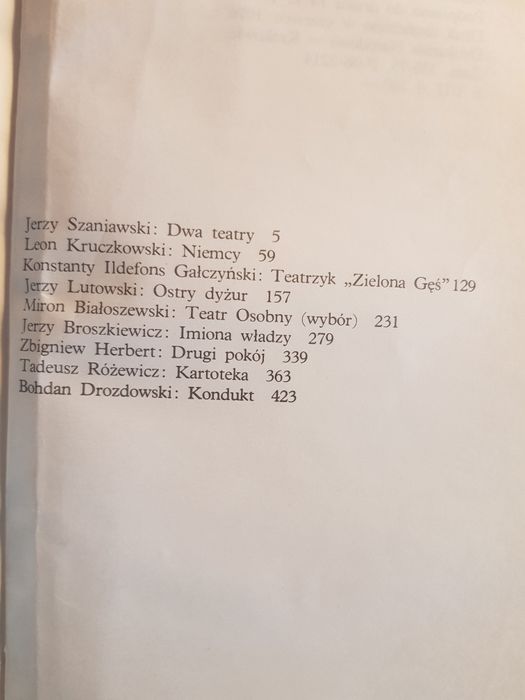 Jerzy Szaniawski: Dwa teatry 5
Leon Kruczkowski: Niemcy 59
Konstanty Ildefons Gałczyński: Teatrzyk „Zielona Gęś" 129
Jerzy Lutowski: Ostry dyżur 157
Miron Białoszewski: Teatr Osobny (wybór) 231
Jerzy Broszkiewicz: Imiona władzy 279
Zbigniew Herbert: Drugi pokój 339
Tadeusz Różewicz: Kartoteka 363
Bohdan Drozdowski: Kondukt 423